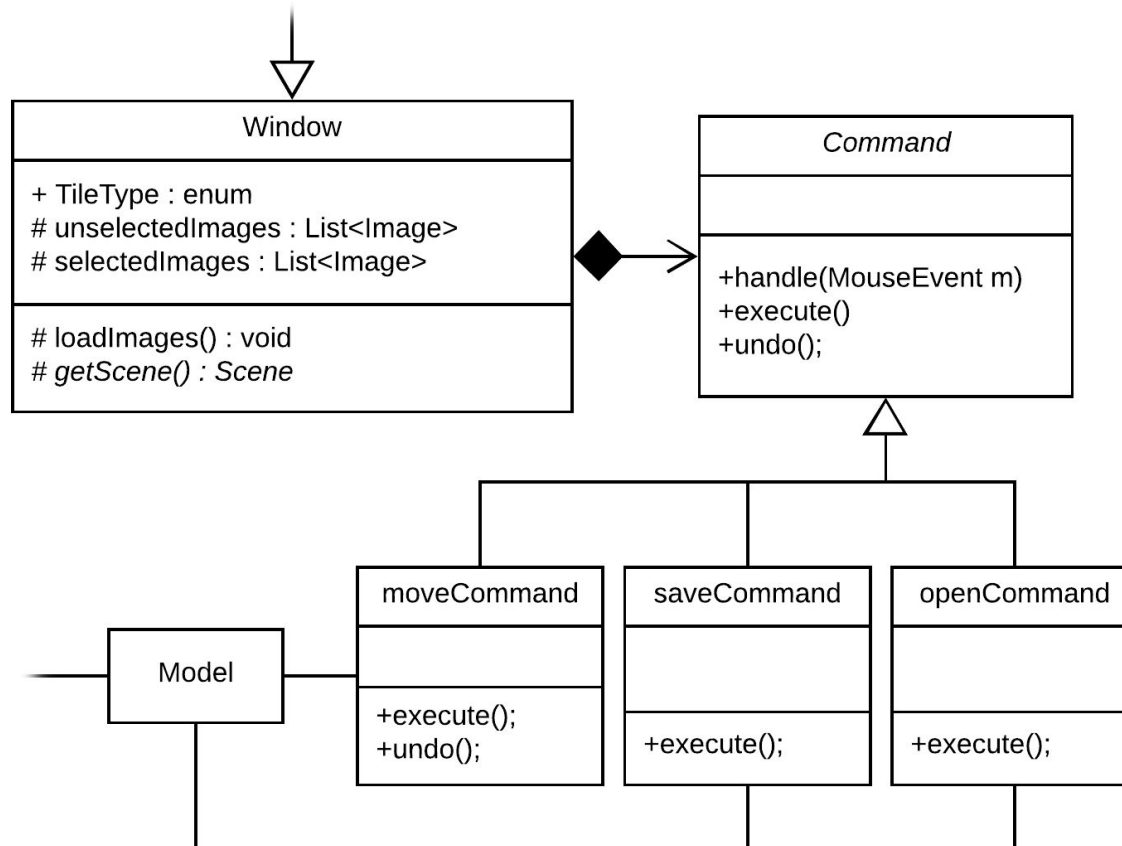 Window
+ TileType : enum
# unselectedImages : List<Image>
# selectedImages : List<Image>
# loadImages() : void
# getScene() : Scene
Command
+handle(MouseEvent m)
+execute()
+undo();
Model
moveCommand
+execute();
+undo();
saveCommand
+execute();
openCommand
+execute();